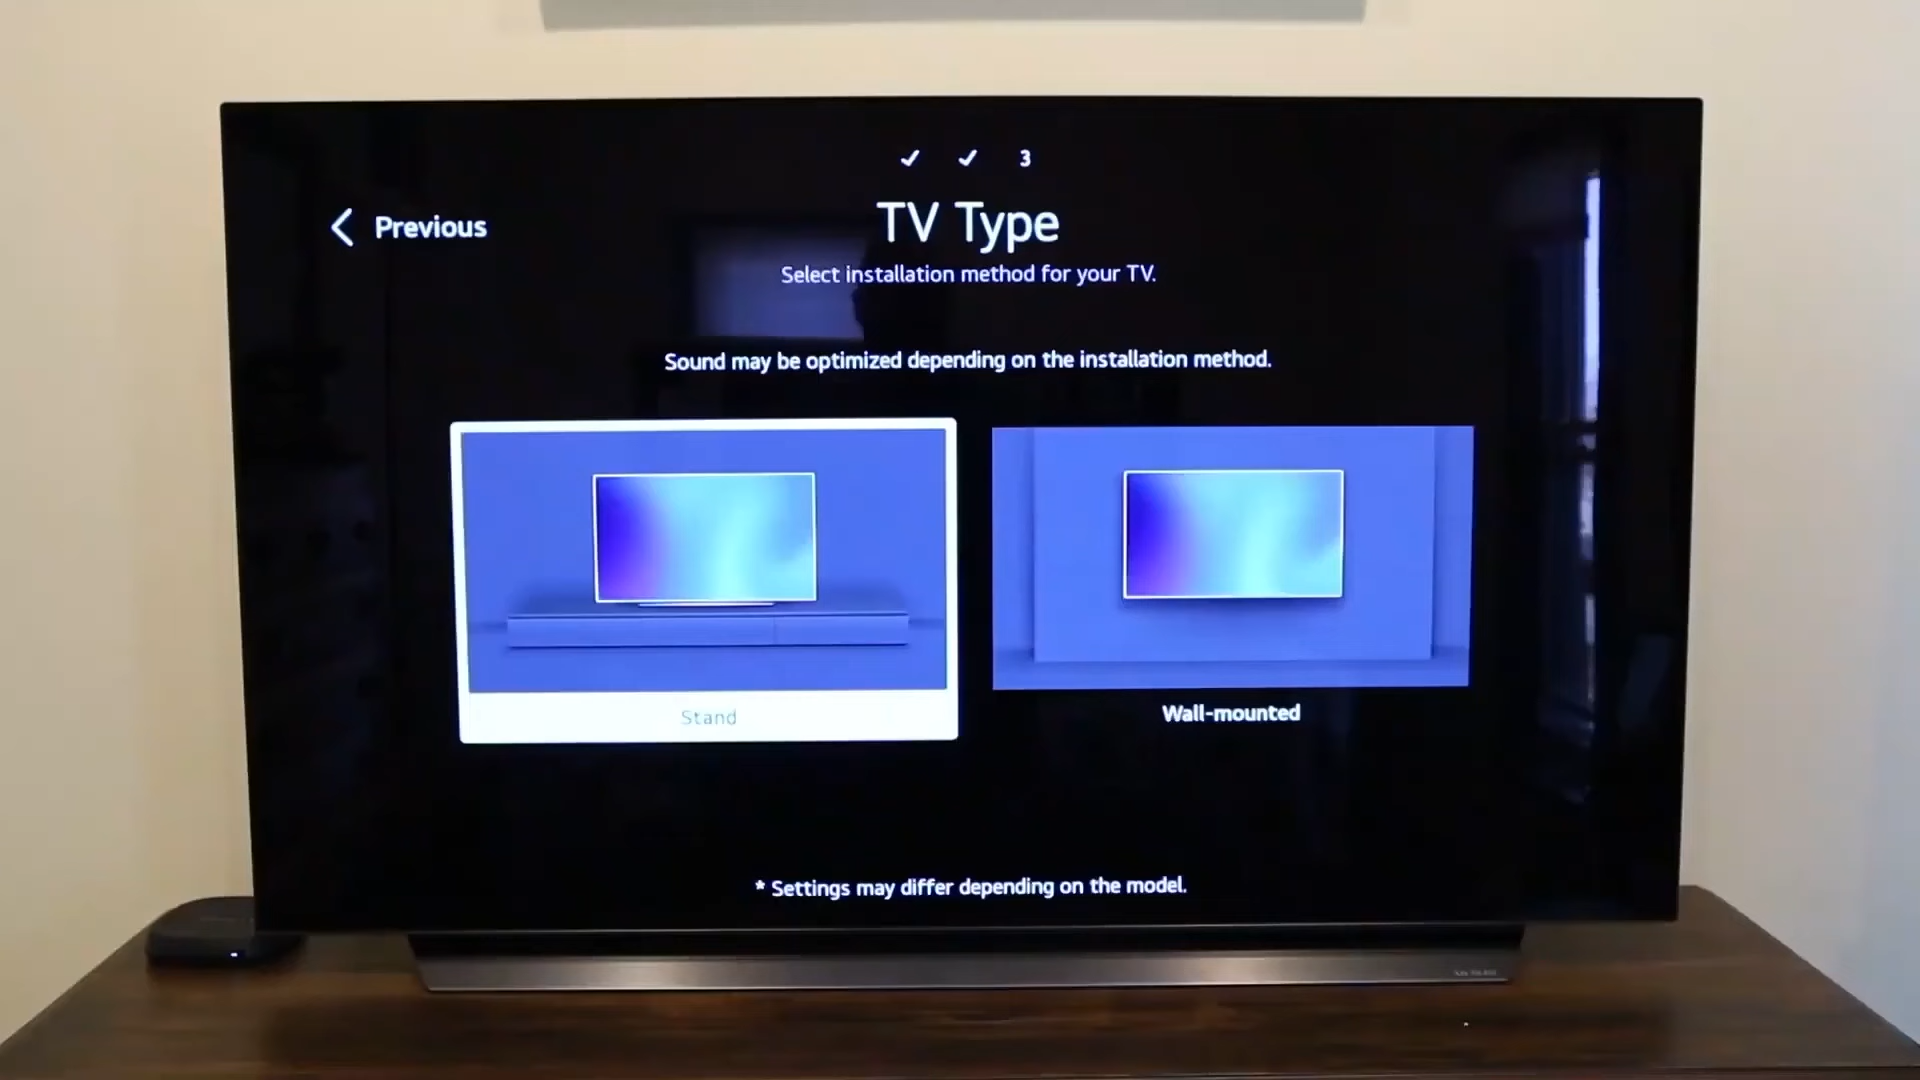 ✓ ✓ 3
Previous
TV Type
Select installation method for your TV.
Sound may be optimized depending on the installation method.
Stand
Wall-mounted
* Settings may differ depending on the model.